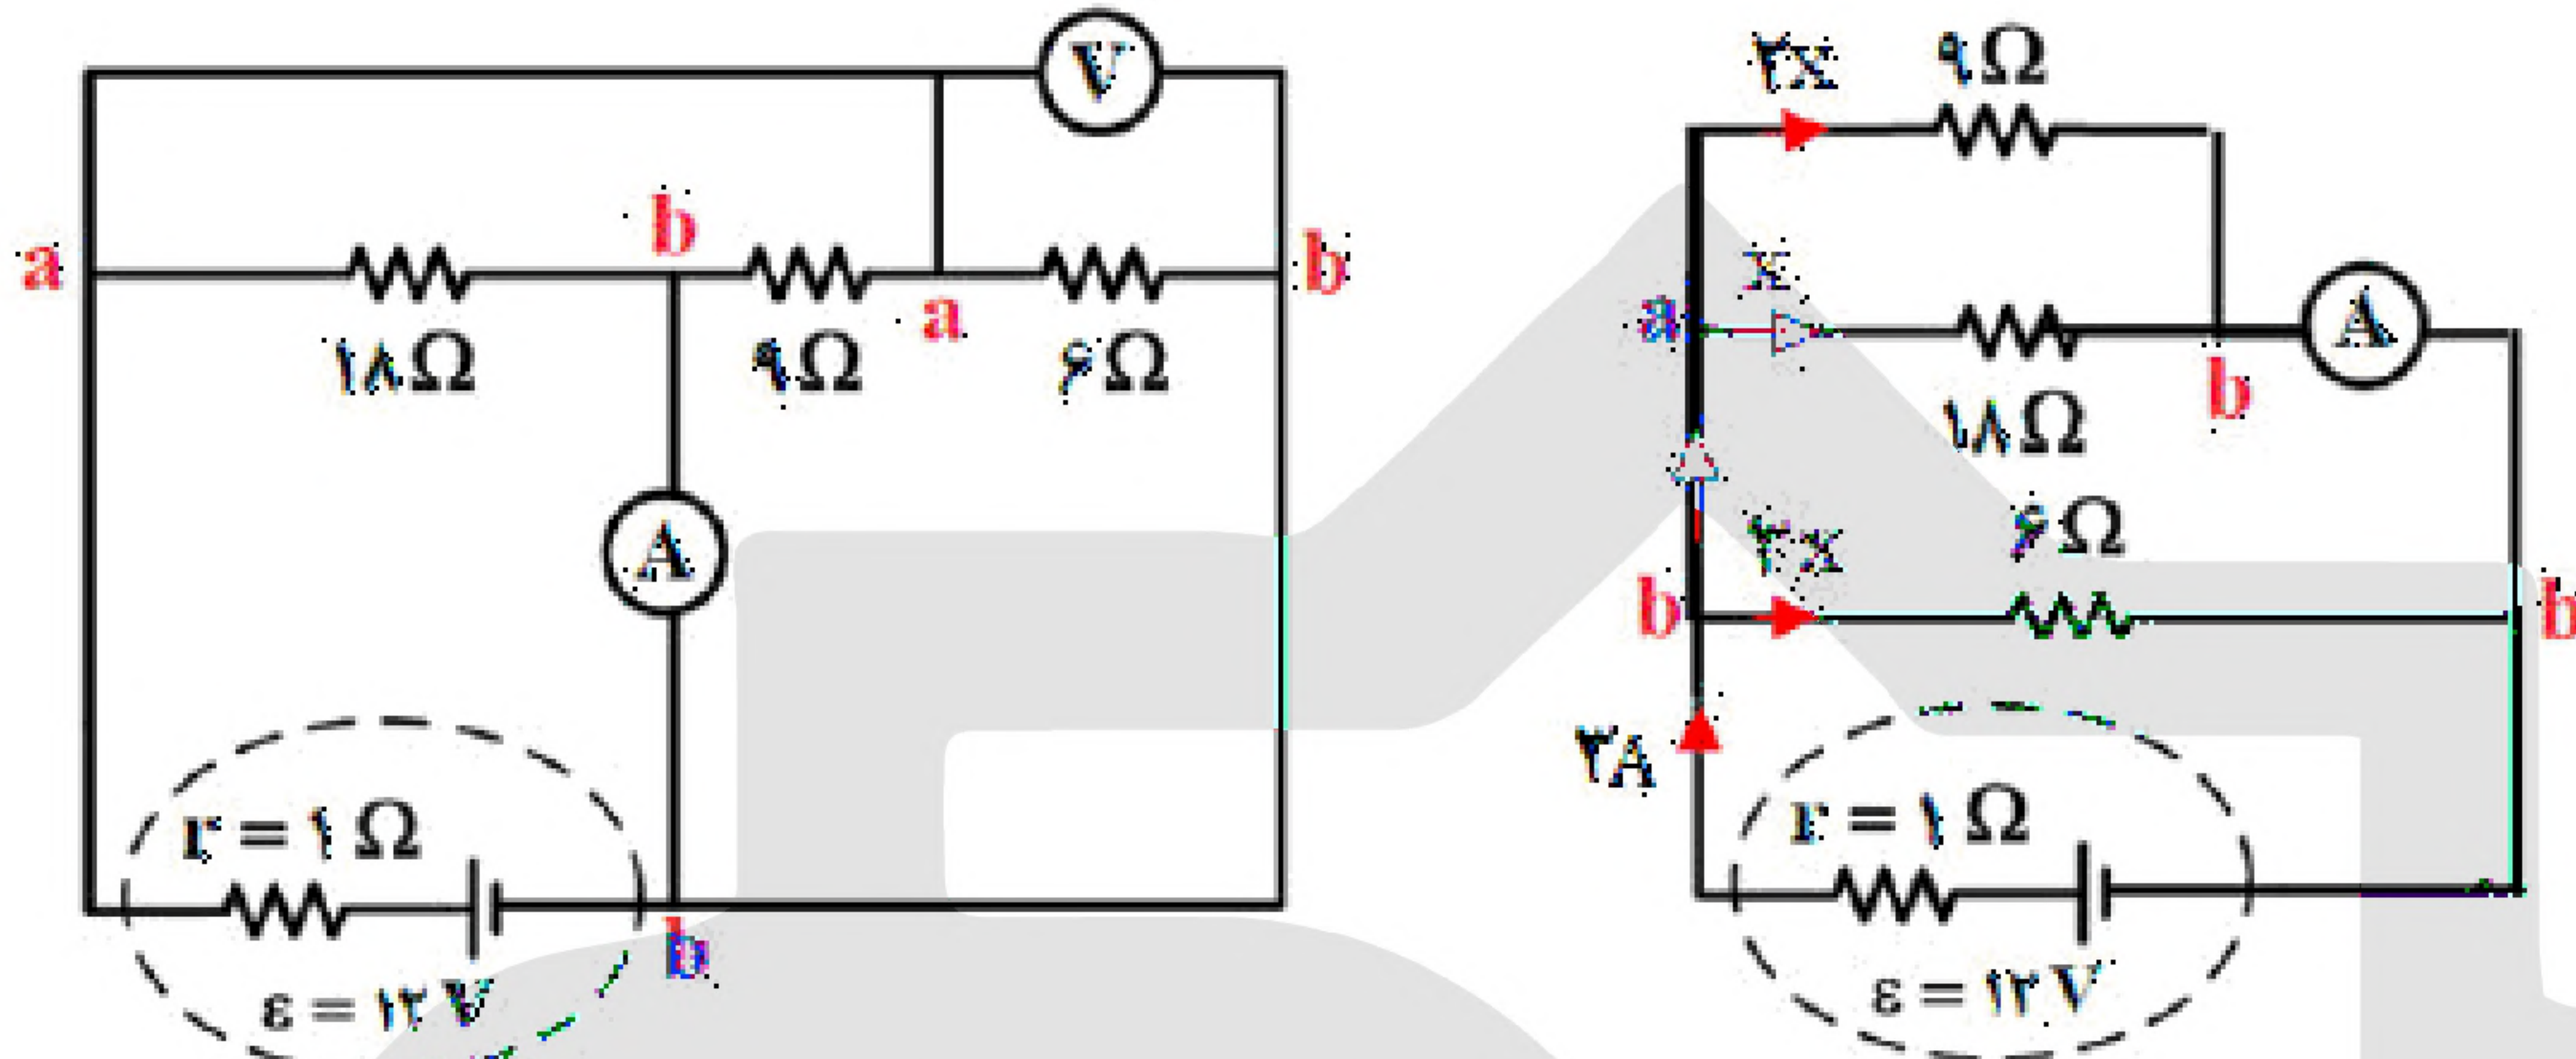 V
a
b
b
a
۱۸Ω
۹Ω
۶Ω
A
r = ۱ Ω
ε = ۱۲ V
b
۲x
۹Ω
a
x
۱۸Ω
b
A
b
۳x
۶Ω
b
۲A
r = ۱ Ω
ε = ۱۲ V